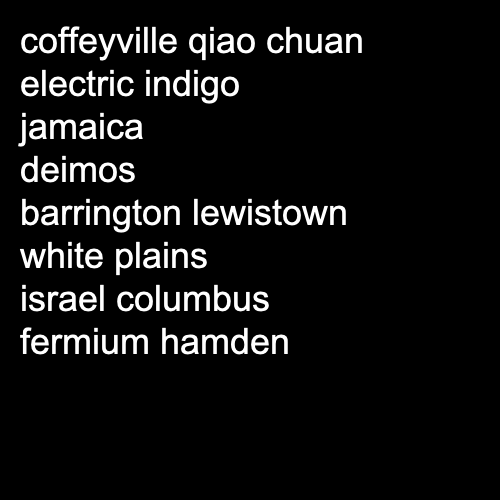 coffeyville qiao chuan
electric indigo
jamaica
deimos
barrington lewistown
white plains
israel columbus
fermium hamden